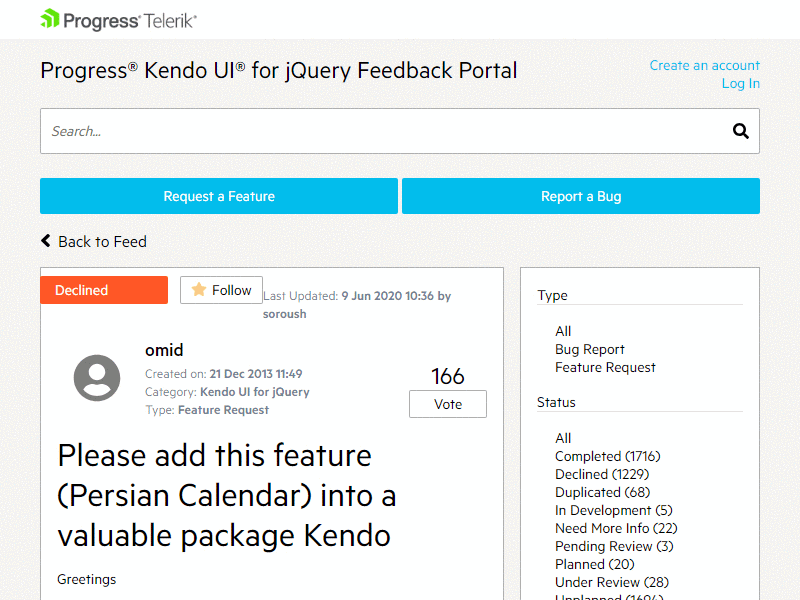 Progress® Telerik®
Progress® Kendo UI® for jQuery Feedback Portal
Create an account
Log In
Search...
Request a Feature
Report a Bug
Back to Feed
Declined
Follow
Last Updated: 9 Jun 2020 10:36 by
soroush
omid
Created on: 21 Dec 2013 11:49
Category: Kendo UI for jQuery
Type: Feature Request
166
Vote
Please add this feature
(Persian Calendar) into a
valuable package Kendo
Greetings
Type
All
Bug Report
Feature Request
Status
All
Completed (1716)
Declined (1229)
Duplicated (68)
In Development (5)
Need More Info (22)
Pending Review (3)
Planned (20)
Under Review (28)
Unplanned (1694)